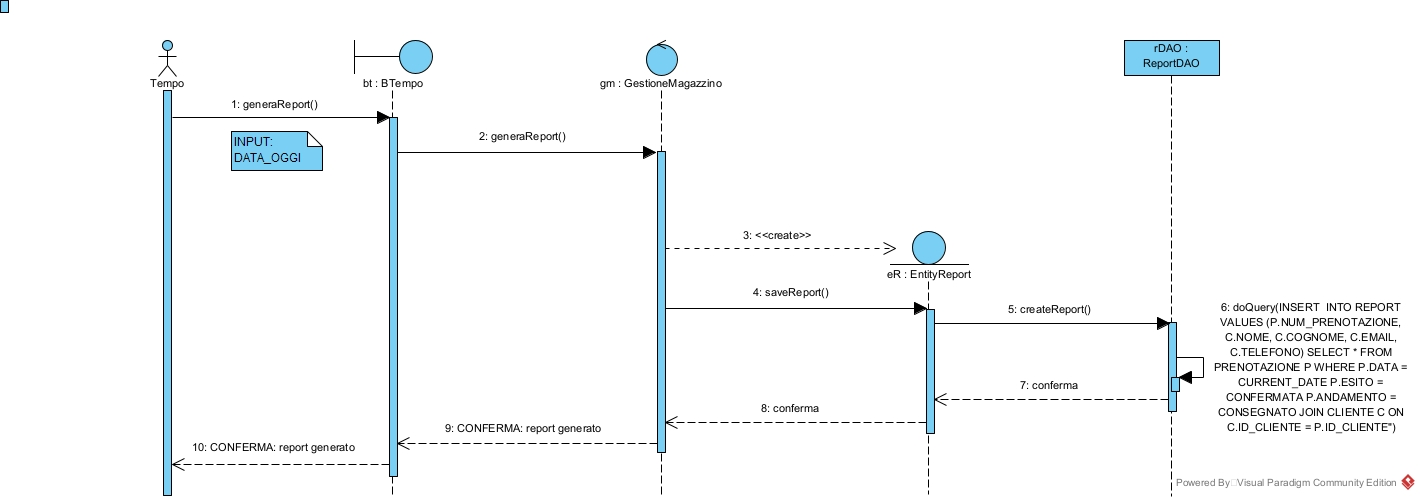 rDAO :
ReportDAO
Tempo
bt : BTempo
gm : GestioneMagazzino
1: generaReport()
INPUT:
DATA_OGGI
2: generaReport()
3: <<create>>
eR : EntityReport
4: saveReport()
5: createReport()
6: doQuery(INSERT INTO REPORT
VALUES (P.NUM_PRENOTAZIONE,
C.NOME, C.COGNOME, C.EMAIL,
C.TELEFONO) SELECT * FROM
PRENOTAZIONE P WHERE P.DATA =
CURRENT_DATE P.ESITO =
CONFERMATA P.ANDAMENTO =
CONSEGNATO JOIN CLIENTE C ON
C.ID_CLIENTE = P.ID_CLIENTE")
7: conferma
8: conferma
9: CONFERMA: report generato
10: CONFERMA: report generato
Powered By Visual Paradigm Community Edition